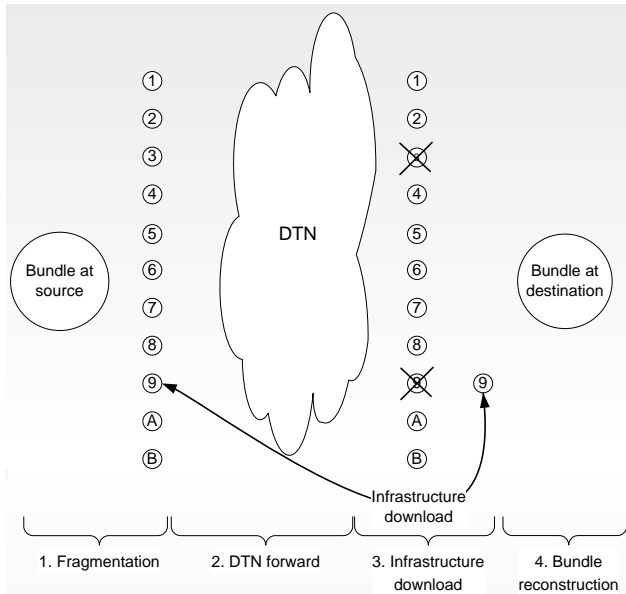 1 1
2 2
3
4 4
5 5
DTN
6 6
Bundle at
source
Bundle at
destination
7 7
8 8
9 9
A A
B B
Infrastructure
download
1. Fragmentation
2. DTN forward
3. Infrastructure
download
4. Bundle
reconstruction